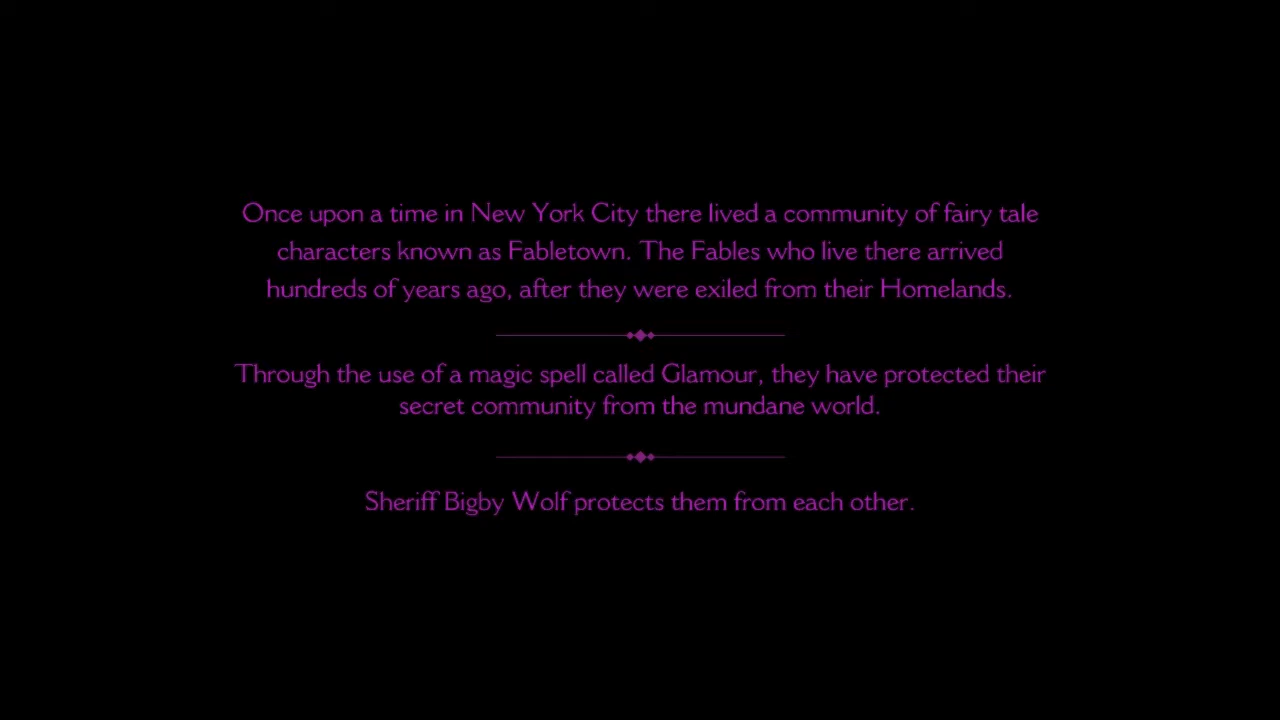 Once upon a time in New York City there lived a community of fairy tale
characters known as Fabletown. The Fables who live there arrived
hundreds of years ago, after they were exiled from their Homelands.
Through the use of a magic spell called Glamour, they have protected their
secret community from the mundane world.
Sheriff Bigby Wolf protects them from each other.